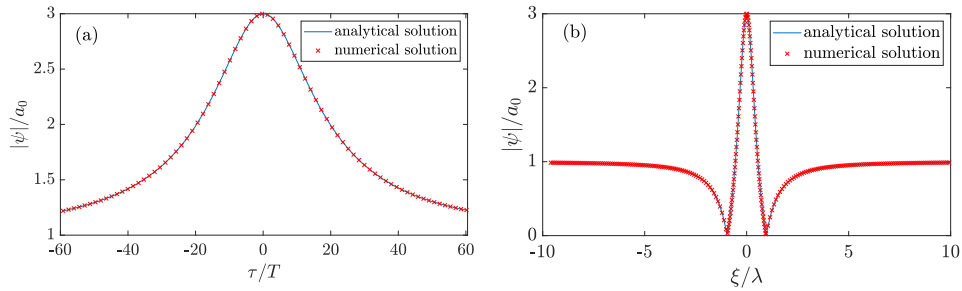 (a)
analytical solution
numerical solution
|ψ|/a₀
3
2.5
2
1.5
1
-60
-40
-20
0
20
40
60
τ/T
(b)
analytical solution
numerical solution
|ψ|/a₀
3
2
1
0
-10
-5
0
5
10
ξ/λ